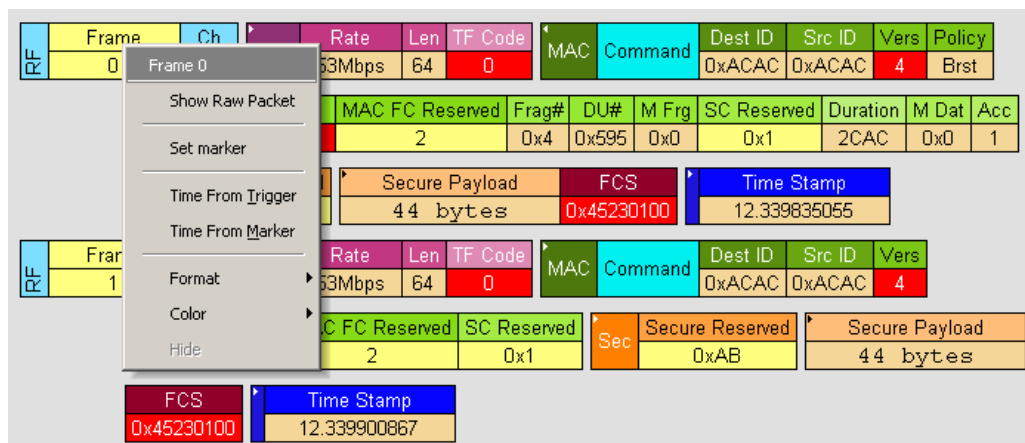 RF Frame Ch Rate Len TF Code MAC Command Dest ID Src ID Vers Policy
0 53Mbps 64 0 0xACAC 0xACAC 4 Brst
Frame 0
Show Raw Packet
Set marker
Time From Trigger
Time From Marker
Format
Color
Hide
MAC FC Reserved Frag# DU# M Frg SC Reserved Duration M Dat Acc
2 0x4 0x595 0x0 0x1 2CAC 0x0 1
Secure Payload FCS Time Stamp
44 bytes 0x45230100 12.339835055
RF Rate Len TF Code MAC Command Dest ID Src ID Vers
1 53Mbps 64 0 0xACAC 0xACAC 4
FC Reserved SC Reserved Sec Secure Reserved Secure Payload
2 0x1 0xAB 44 bytes
FCS Time Stamp
0x45230100 12.339900867